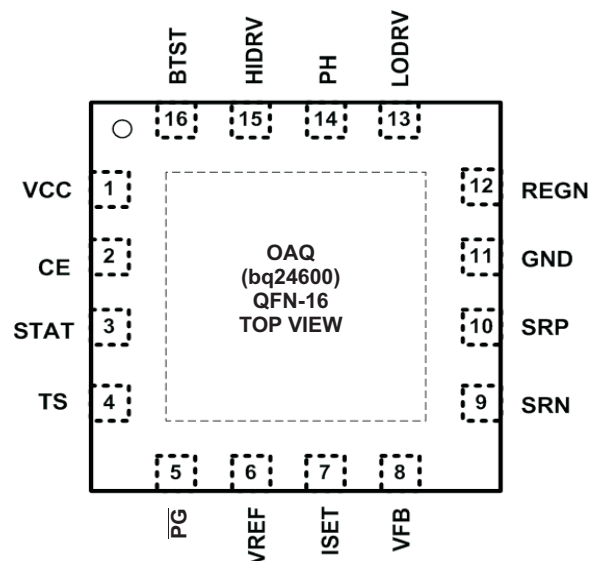 BTST
HIDRV
PH
LODRV
16
15
14
13
VCC
1
12
REGN
CE
2
11
GND
STAT
3
10
SRP
TS
4
9
SRN
OAQ
(bq24600)
QFN-16
TOP VIEW
5
6
7
8
P̅G̅
VREF
ISET
VFB